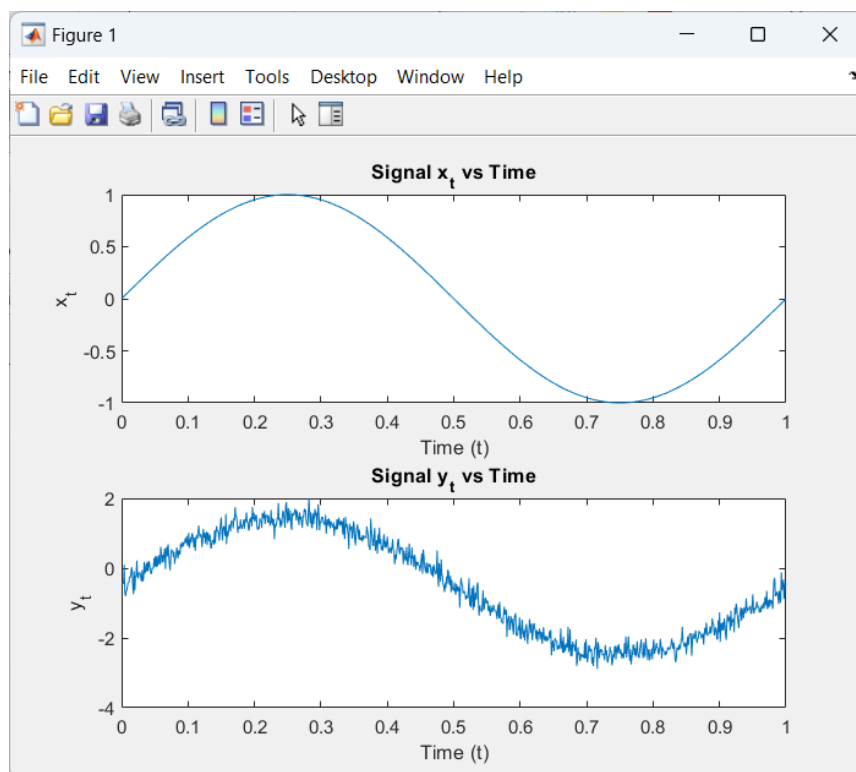 Figure 1
File Edit View Insert Tools Desktop Window Help
Signal x_t vs Time
1
0.5
0
-0.5
-1
x_t
0 0.1 0.2 0.3 0.4 0.5 0.6 0.7 0.8 0.9 1
Time (t)
Signal y_t vs Time
2
0
-2
-4
y_t
0 0.1 0.2 0.3 0.4 0.5 0.6 0.7 0.8 0.9 1
Time (t)